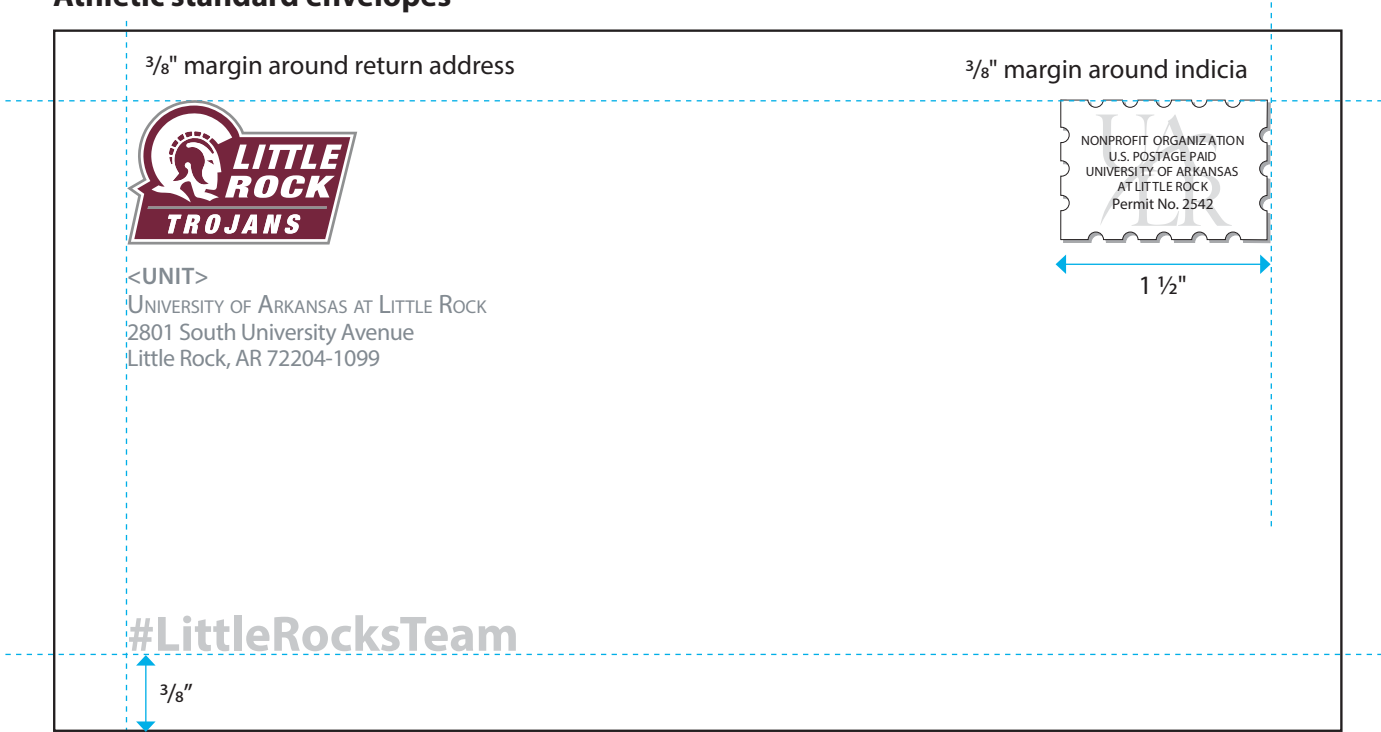 Athletic standard envelopes
3/8" margin around return address
3/8" margin around indicia
LITTLE
ROCK
TROJANS
UALR
NONPROFIT ORGANIZATION
U.S. POSTAGE PAID
UNIVERSITY OF ARKANSAS
AT LITTLE ROCK
Permit No. 2542
1 ½"
<UNIT>
University of Arkansas at Little Rock
2801 South University Avenue
Little Rock, AR 72204-1099
#LittleRocksTeam
3/8”